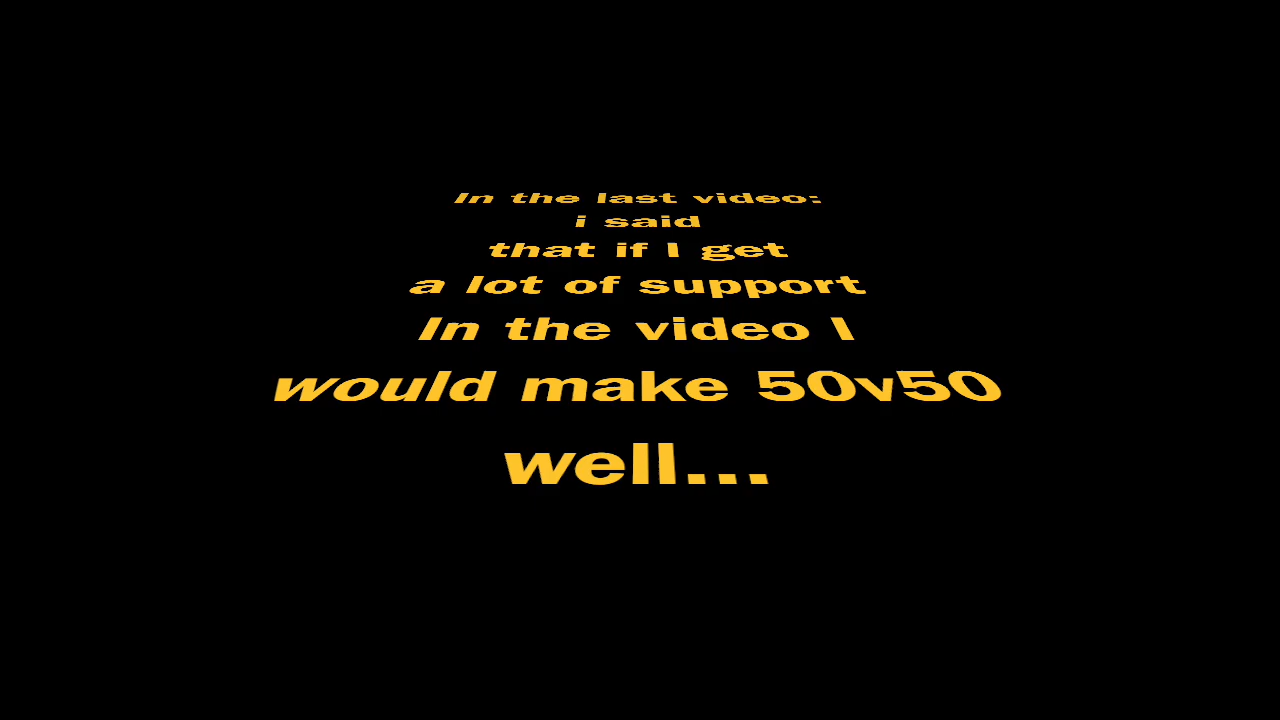 In the last video:
i said
that if I get
a lot of support
In the video I
would make 50v50
well...